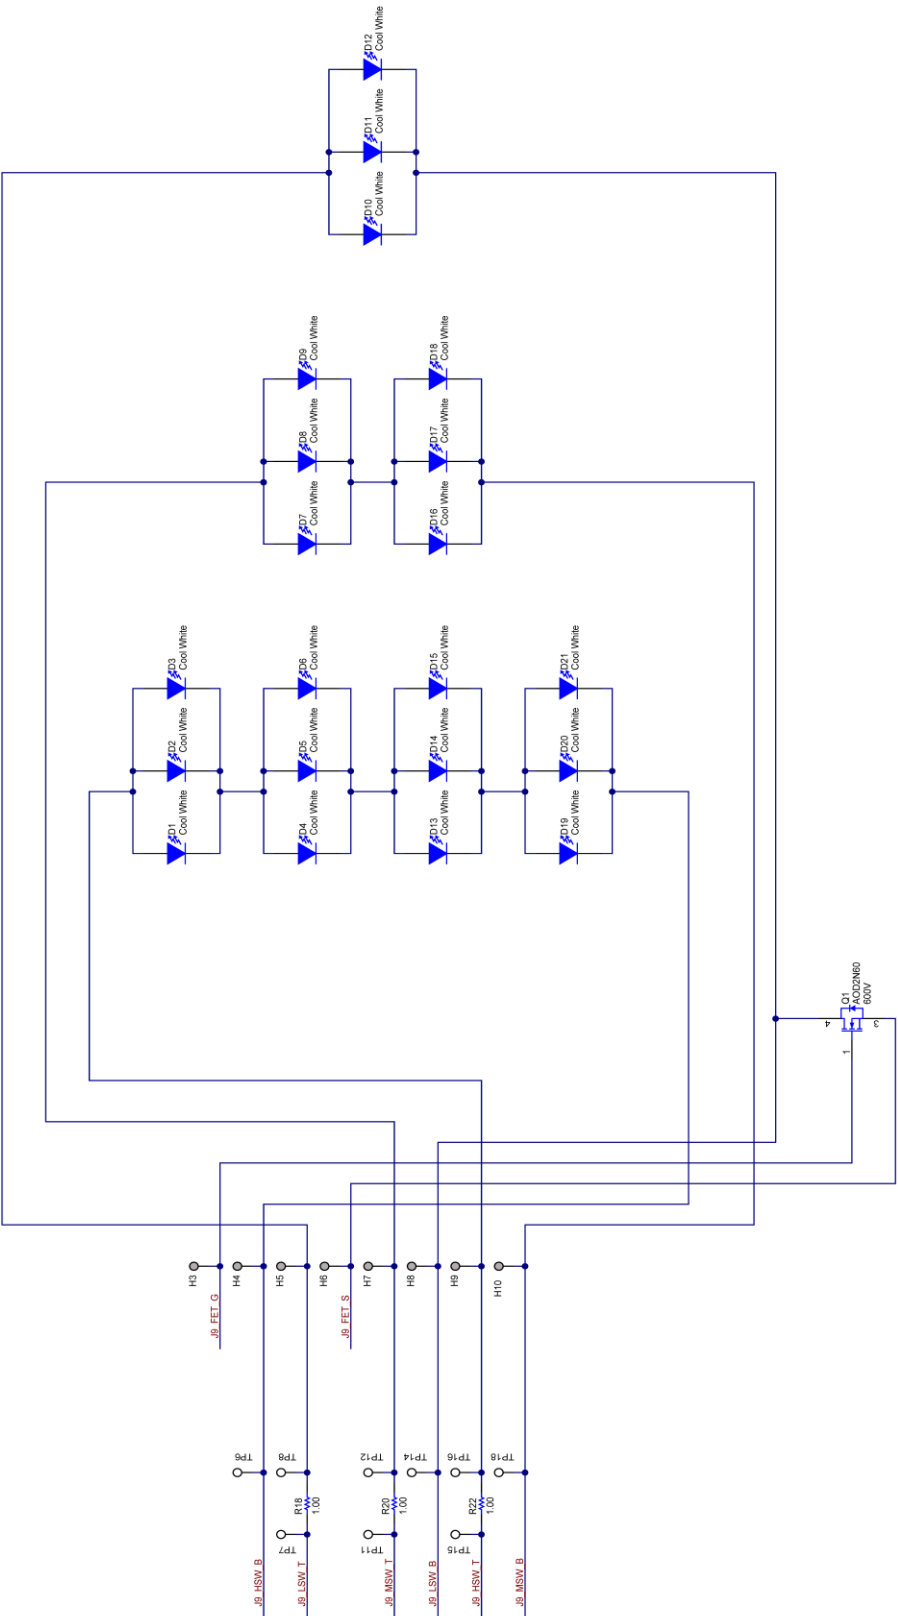 D12
Cool White
D11
Cool White
D10
Cool White
D9
Cool White
D18
Cool White
D8
Cool White
D17
Cool White
D7
Cool White
D16
Cool White
D3
Cool White
D6
Cool White
D15
Cool White
D21
Cool White
D2
Cool White
D5
Cool White
D14
Cool White
D20
Cool White
D1
Cool White
D4
Cool White
D13
Cool White
D19
Cool White
Q1
AOD2N60
600V
4
3
1
H3
H4
H5
H6
H7
H8
H9
H10
J9_FET_G
J9_FET_S
TP6
TP8
TP12
TP14
TP16
TP18
R18
1.00
R20
1.00
R22
1.00
TP7
TP11
TP15
J9_HSW_B
J9_LSW_T
J9_MSW_T
J9_LSW_B
J9_HSW_T
J9_MSW_B